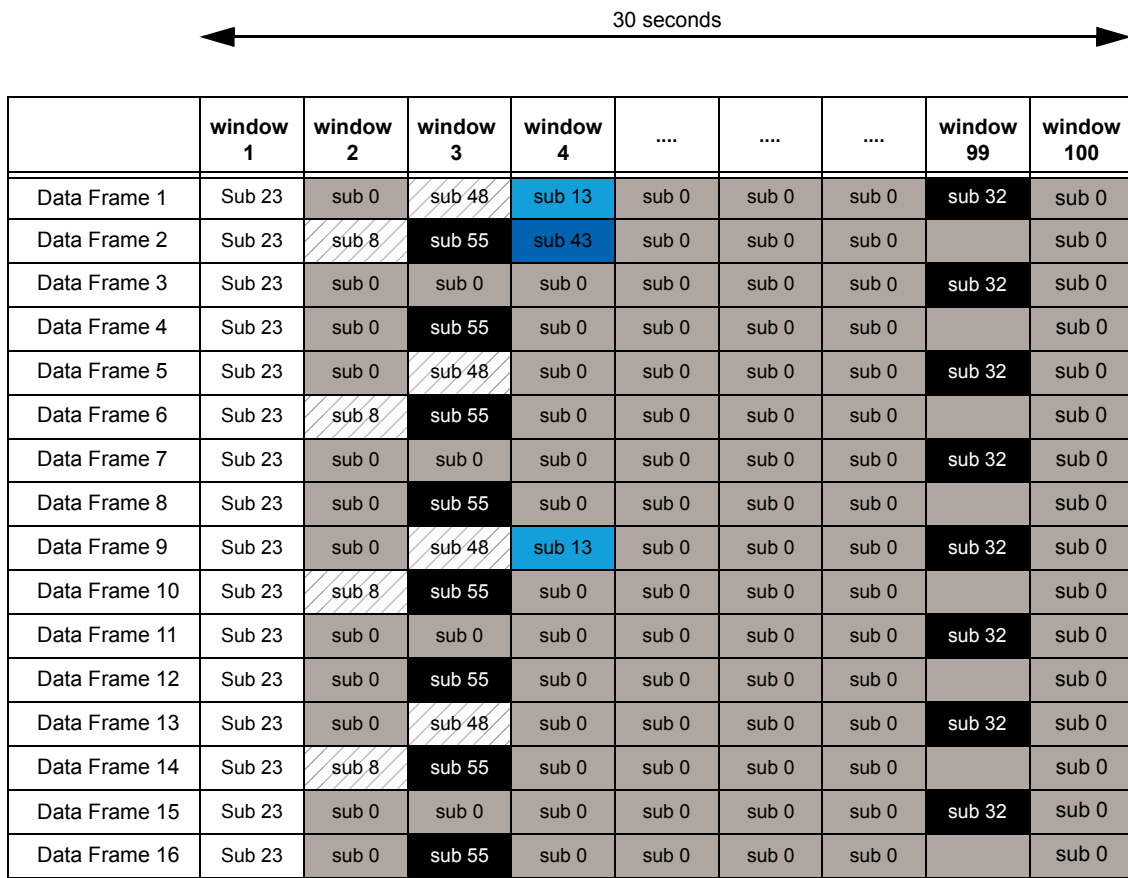 30 seconds
window 1 window 2 window 3 window 4 .... .... .... window 99 window 100
Data Frame 1 Sub 23 sub 0 sub 48 sub 13 sub 0 sub 0 sub 0 sub 32 sub 0
Data Frame 2 Sub 23 sub 8 sub 55 sub 43 sub 0 sub 0 sub 0 sub 0
Data Frame 3 Sub 23 sub 0 sub 0 sub 0 sub 0 sub 0 sub 0 sub 32 sub 0
Data Frame 4 Sub 23 sub 0 sub 55 sub 0 sub 0 sub 0 sub 0 sub 0
Data Frame 5 Sub 23 sub 0 sub 48 sub 0 sub 0 sub 0 sub 0 sub 32 sub 0
Data Frame 6 Sub 23 sub 8 sub 55 sub 0 sub 0 sub 0 sub 0 sub 0
Data Frame 7 Sub 23 sub 0 sub 0 sub 0 sub 0 sub 0 sub 0 sub 32 sub 0
Data Frame 8 Sub 23 sub 0 sub 55 sub 0 sub 0 sub 0 sub 0 sub 0
Data Frame 9 Sub 23 sub 0 sub 48 sub 13 sub 0 sub 0 sub 0 sub 32 sub 0
Data Frame 10 Sub 23 sub 8 sub 55 sub 0 sub 0 sub 0 sub 0 sub 0
Data Frame 11 Sub 23 sub 0 sub 0 sub 0 sub 0 sub 0 sub 0 sub 32 sub 0
Data Frame 12 Sub 23 sub 0 sub 55 sub 0 sub 0 sub 0 sub 0 sub 0
Data Frame 13 Sub 23 sub 0 sub 48 sub 0 sub 0 sub 0 sub 0 sub 32 sub 0
Data Frame 14 Sub 23 sub 8 sub 55 sub 0 sub 0 sub 0 sub 0 sub 0
Data Frame 15 Sub 23 sub 0 sub 0 sub 0 sub 0 sub 0 sub 0 sub 32 sub 0
Data Frame 16 Sub 23 sub 0 sub 55 sub 0 sub 0 sub 0 sub 0 sub 0